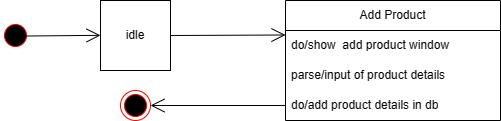 idle
Add Product
do/show add product window
parse/input of product details
do/add product details in db